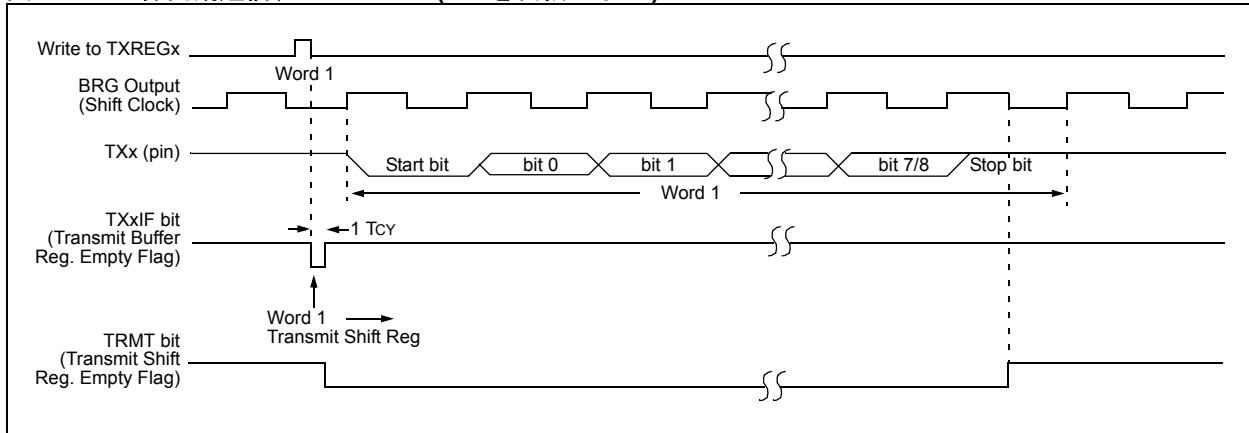 Write to TXREGx
Word 1
BRG Output
(Shift Clock)
TXx (pin)
Start bit
bit 0
bit 1
bit 7/8
Stop bit
Word 1
TXxIF bit
(Transmit Buffer
Reg. Empty Flag)
1 TCY
Word 1
Transmit Shift Reg
TRMT bit
(Transmit Shift
Reg. Empty Flag)